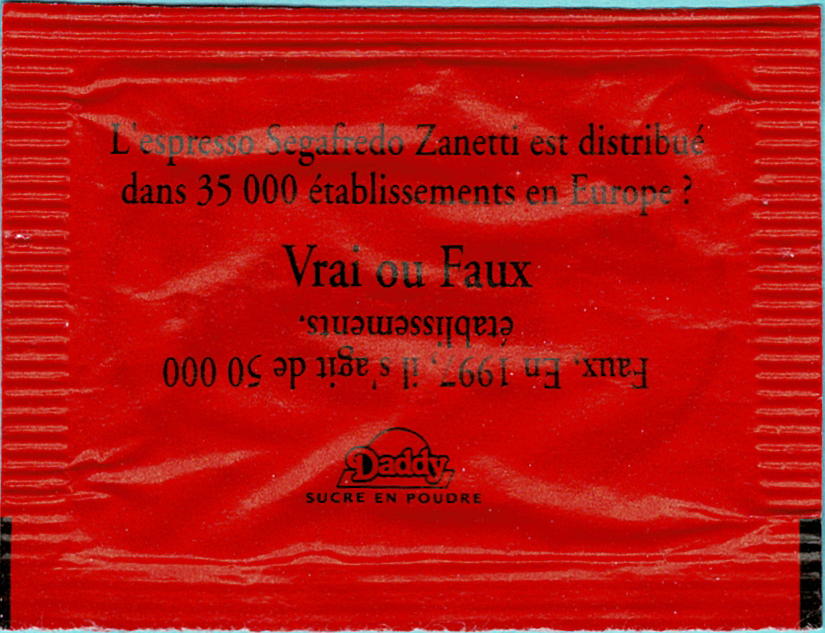 L'espresso Segafredo Zanetti est distribué
dans 35 000 établissements en Europe ?
Vrai ou Faux
Faux. En 1997, il s'agit de 50 000
établissements.
Daddy
SUCRE EN POUDRE